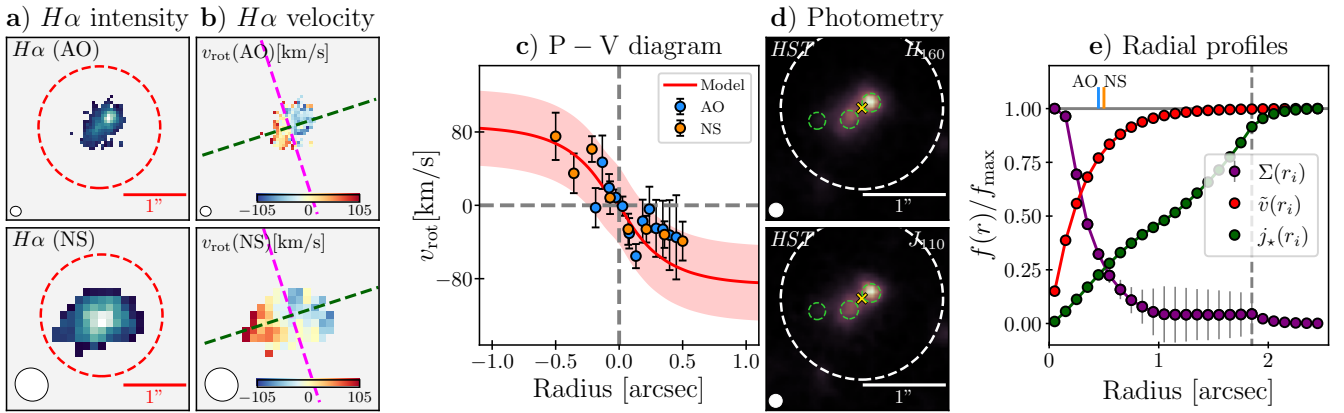 a) Hα intensity
Hα (AO)
1”
Hα (NS)
1”
b) Hα velocity
v_rot(AO)[km/s]
−105 0 105
v_rot(NS)[km/s]
−105 0 105
c) P − V diagram
v_rot[km/s]
80
0
−80
Model
AO
NS
−1.0 −0.5 0.0 0.5 1.0
Radius [arcsec]
d) Photometry
HST H₁₆₀
1”
HST J₁₁₀
1”
e) Radial profiles
AO NS
f(r)/f_max
1.00
0.75
0.50
0.25
0.00
Σ(r_i)
ṽ(r_i)
j⋆(r_i)
0 1 2
Radius [arcsec]